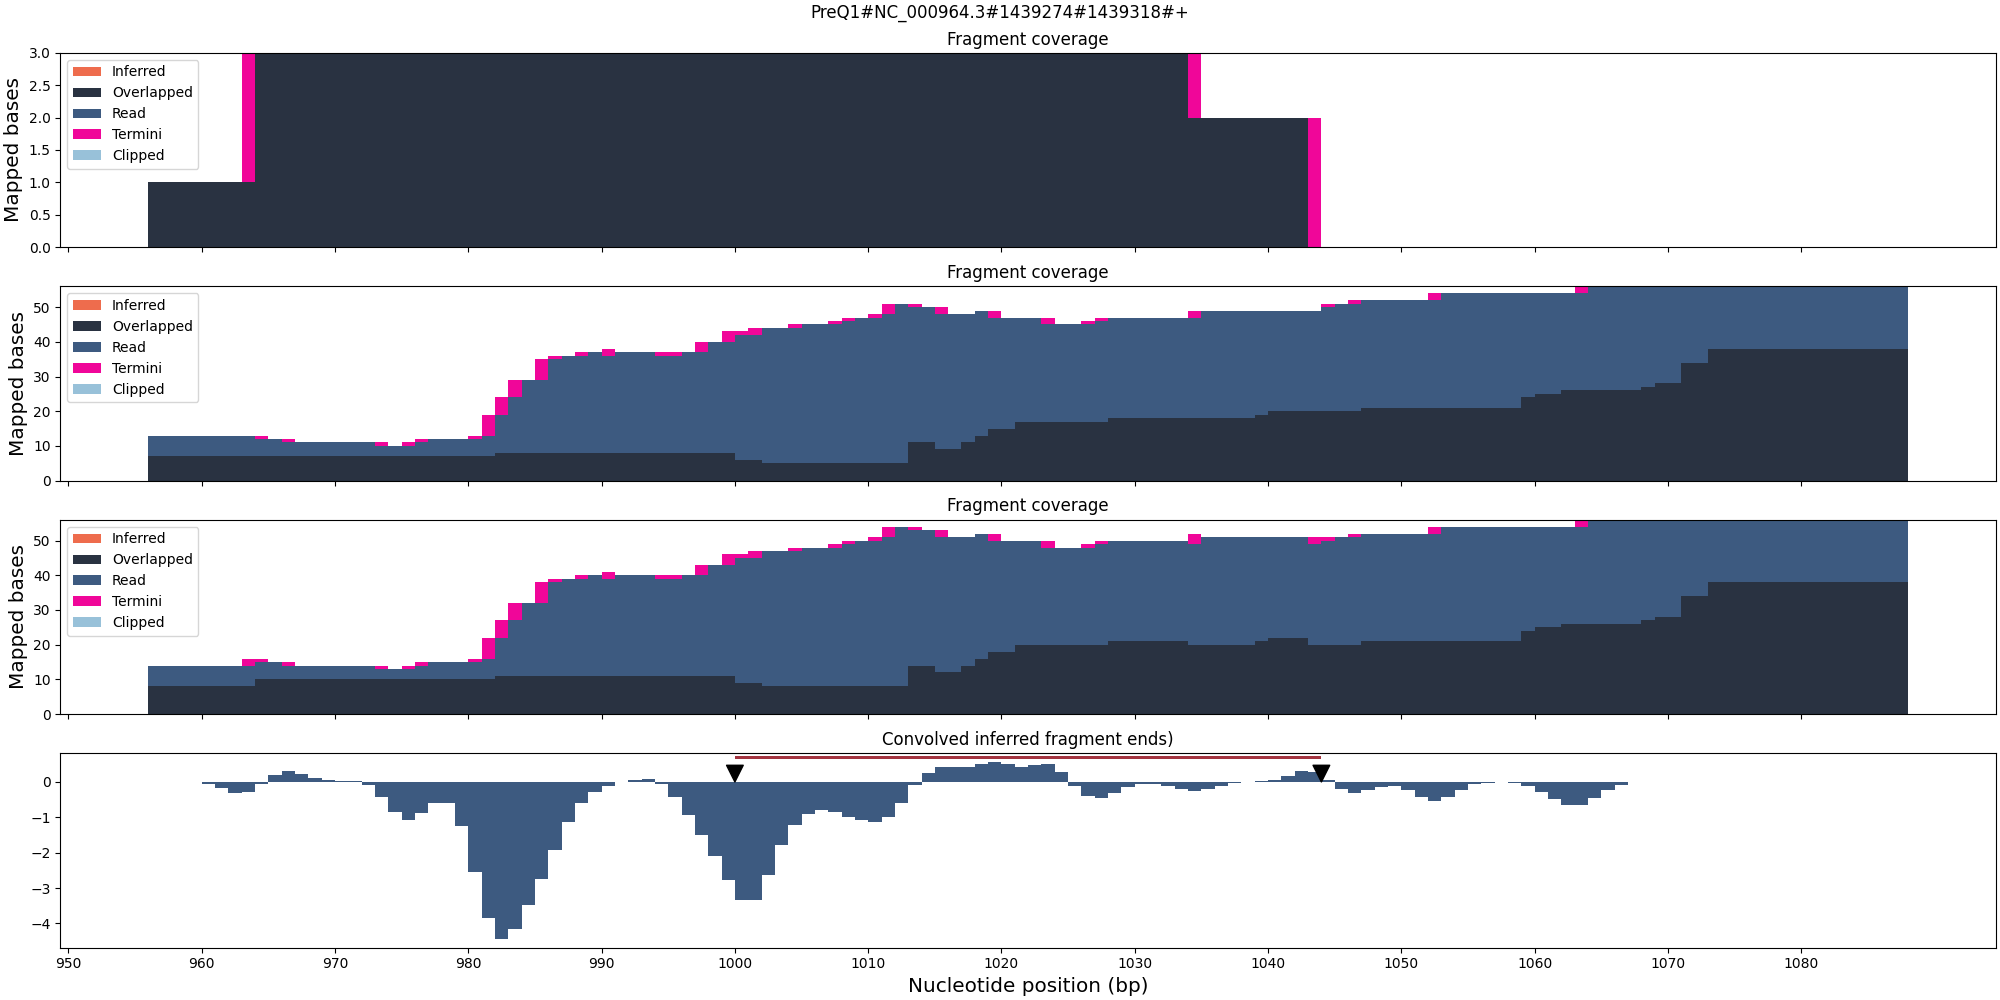 PreQ1#NC_000964.3#1439274#1439318#+
Fragment coverage
Mapped bases
3.0
2.5
2.0
1.5
1.0
0.5
0.0
Inferred
Overlapped
Read
Termini
Clipped
Fragment coverage
Mapped bases
50
40
30
20
10
0
Inferred
Overlapped
Read
Termini
Clipped
Fragment coverage
Mapped bases
50
40
30
20
10
0
Inferred
Overlapped
Read
Termini
Clipped
Convolved inferred fragment ends)
0
−1
−2
−3
−4
950 960 970 980 990 1000 1010 1020 1030 1040 1050 1060 1070 1080
Nucleotide position (bp)